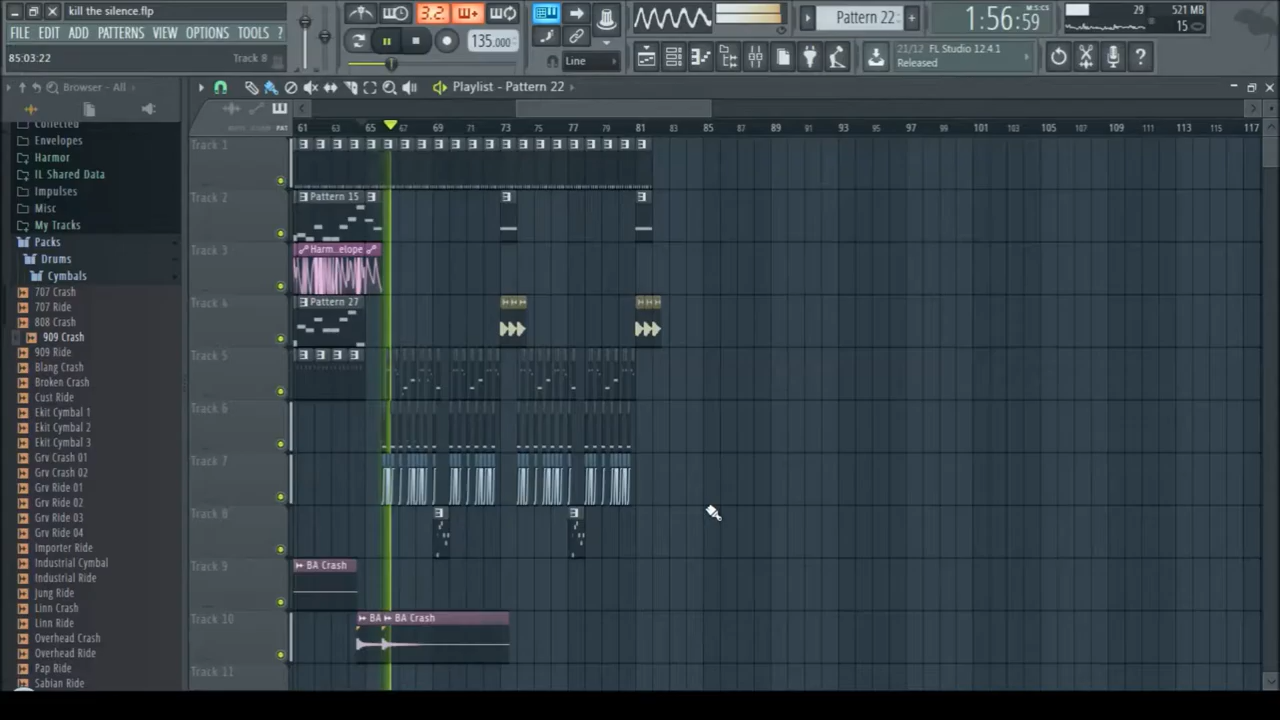 kill the silence.flp
FILE EDIT ADD PATTERNS VIEW OPTIONS TOOLS ?
85:03:22 Track 8
3.2
135.000
Line
Pattern 22
1:56:59
M:S:CS
29
521 MB
15
21/12 FL Studio 12.4.1
Released
Browser - All
Playlist - Pattern 22
PAT
61 63 65 67 69 71 73 75 77 79 81 83 85 87 89 91 93 95 97 99 101 103 105 107 109 111 113 115 117
Collected
Envelopes
Harmor
IL Shared Data
Impulses
Misc
My Tracks
Packs
Drums
Cymbals
707 Crash
707 Ride
808 Crash
909 Crash
909 Ride
Blang Crash
Broken Crash
Cust Ride
Ekit Cymbal 1
Ekit Cymbal 2
Ekit Cymbal 3
Grv Crash 01
Grv Crash 02
Grv Ride 01
Grv Ride 02
Grv Ride 03
Grv Ride 04
Importer Ride
Industrial Cymbal
Industrial Ride
Jung Ride
Linn Crash
Linn Ride
Overhead Crash
Overhead Ride
Pap Ride
Sabian Ride
Track 1
Track 2
Pattern 15
Track 3
Harm. elope
Track 4
Pattern 27
Track 5
Track 6
Track 7
Track 8
Track 9
BA Crash
Track 10
BA BA Crash
Track 11